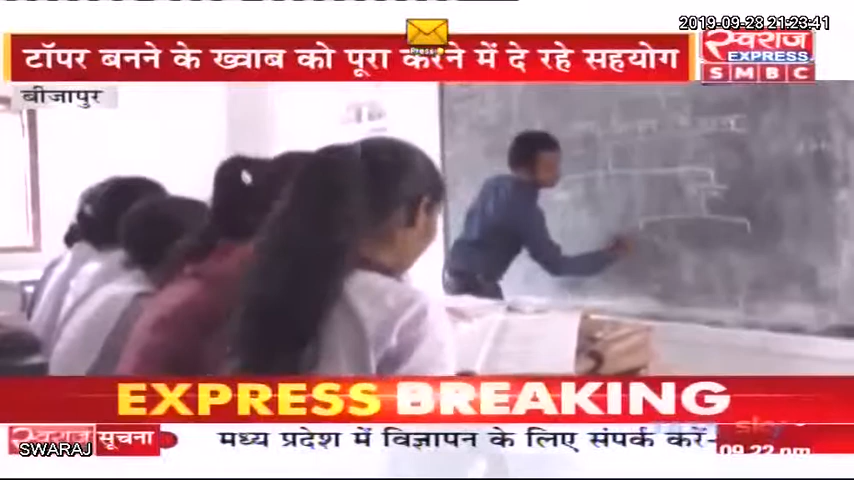 2019-09-28 21:23:41
टॉपर बनने के ख्वाब को पूरा करने में दे रहे सहयोग
स्वराज
EXPRESS
SMBC
बीजापुर
EXPRESS BREAKING
स्वराज सूचना
SWARAJ
मध्य प्रदेश में विज्ञापन के लिए संपर्क करें-
sky
09.22 pm